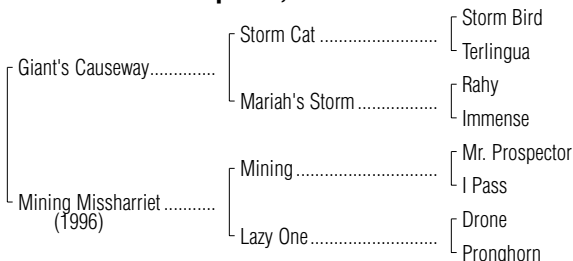 Storm Bird
Storm Cat ........................
Terlingua
Giant's Causeway.............
Rahy
Mariah's Storm ................
Immense
Mr. Prospector
Mining .............................
I Pass
Mining Missharriet ..........
(1996)
Drone
Lazy One..........................
Pronghorn